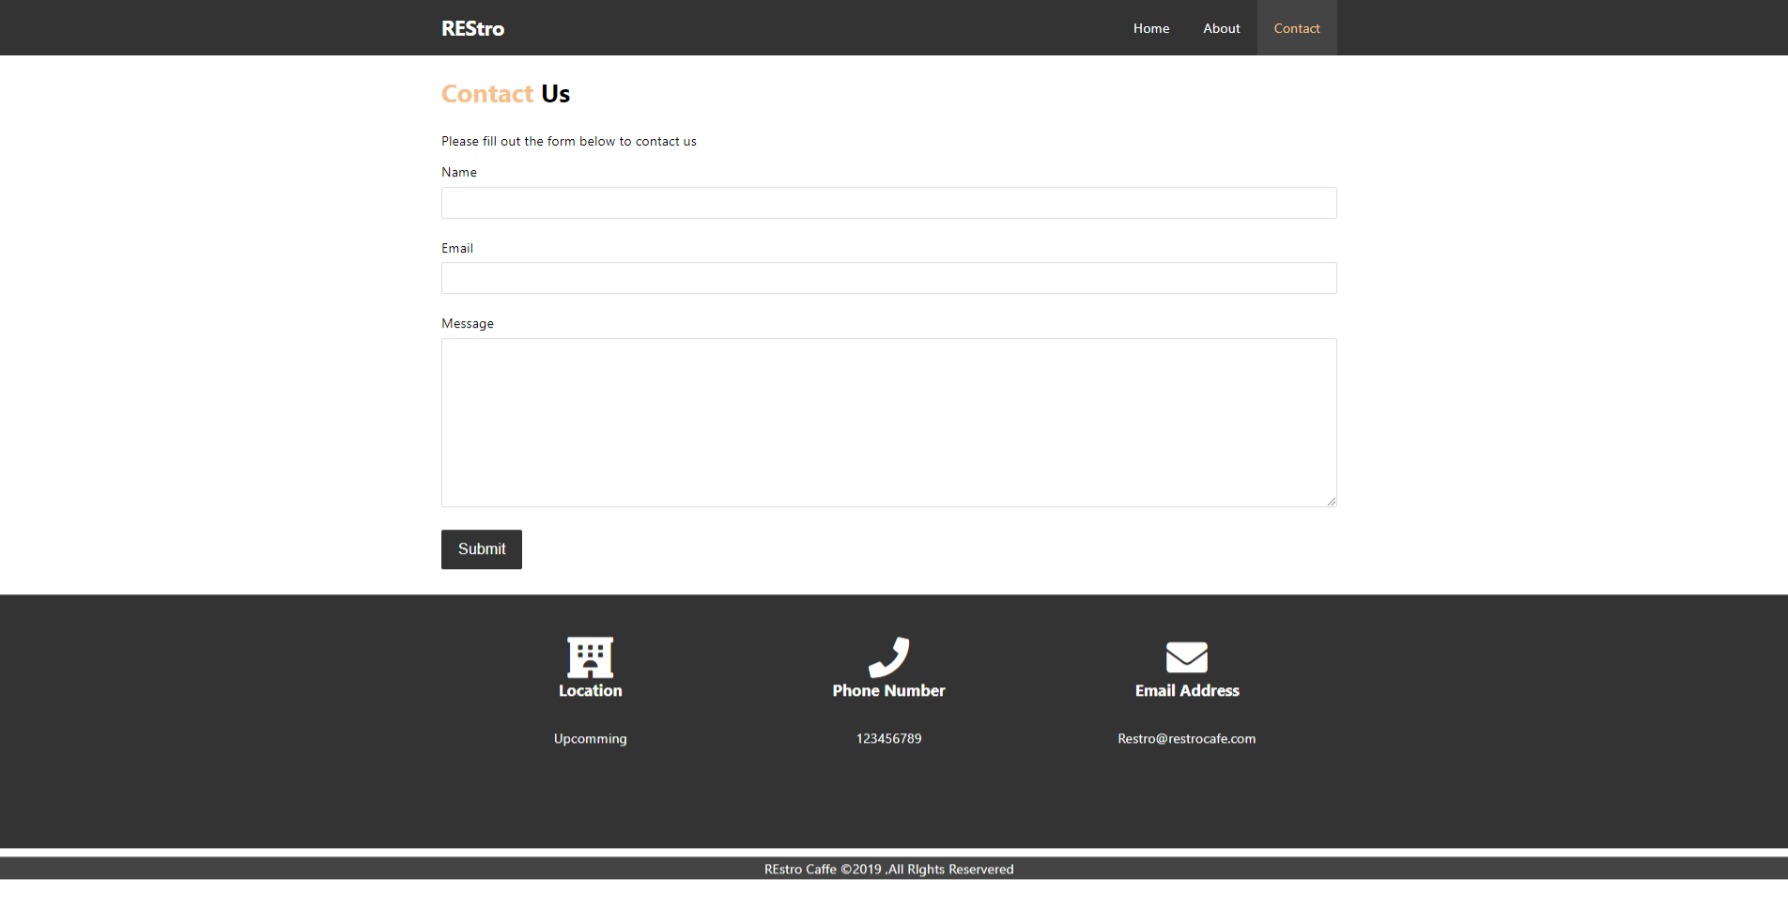 REStro
Home About Contact
Contact Us
Please fill out the form below to contact us
Name
Email
Message
Submit
Location Phone Number Email Address
Upcomming 123456789 Restro@restrocafe.com
REstro Caffe ©2019 ,All RIghts Reservered